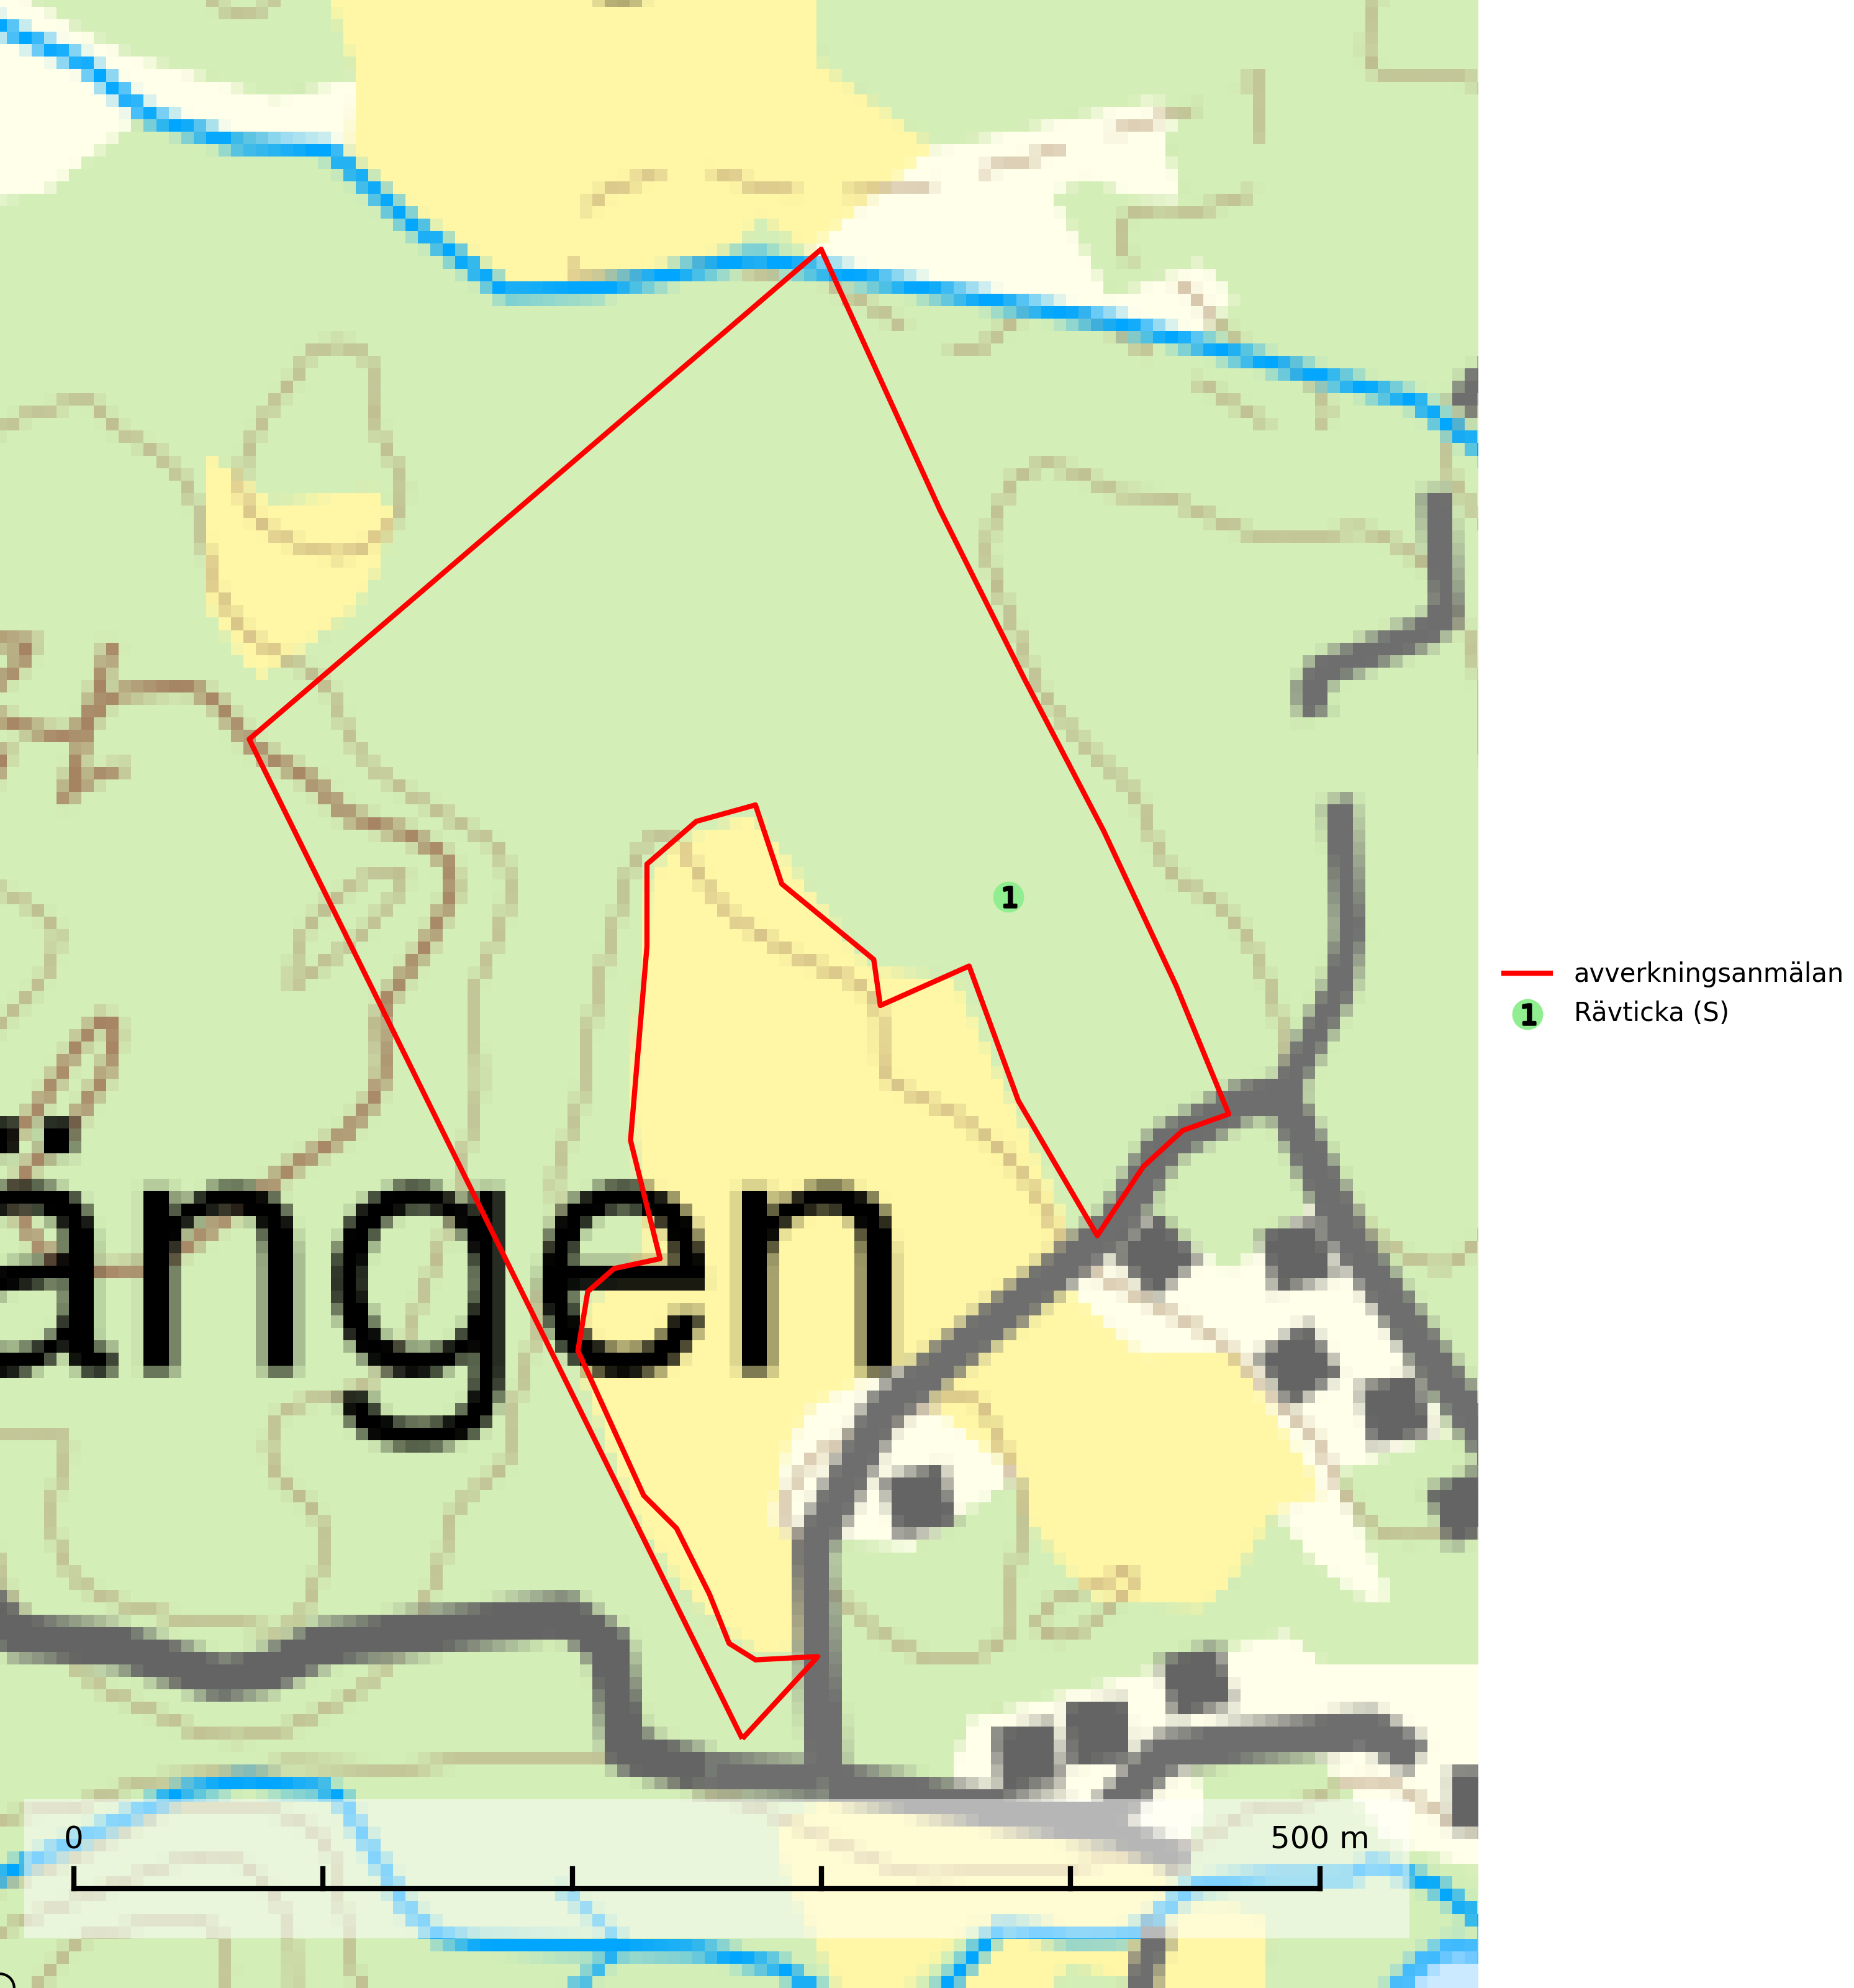 1
ängen
avverkningsanmälan
1 Rävticka (S)
0 500 m